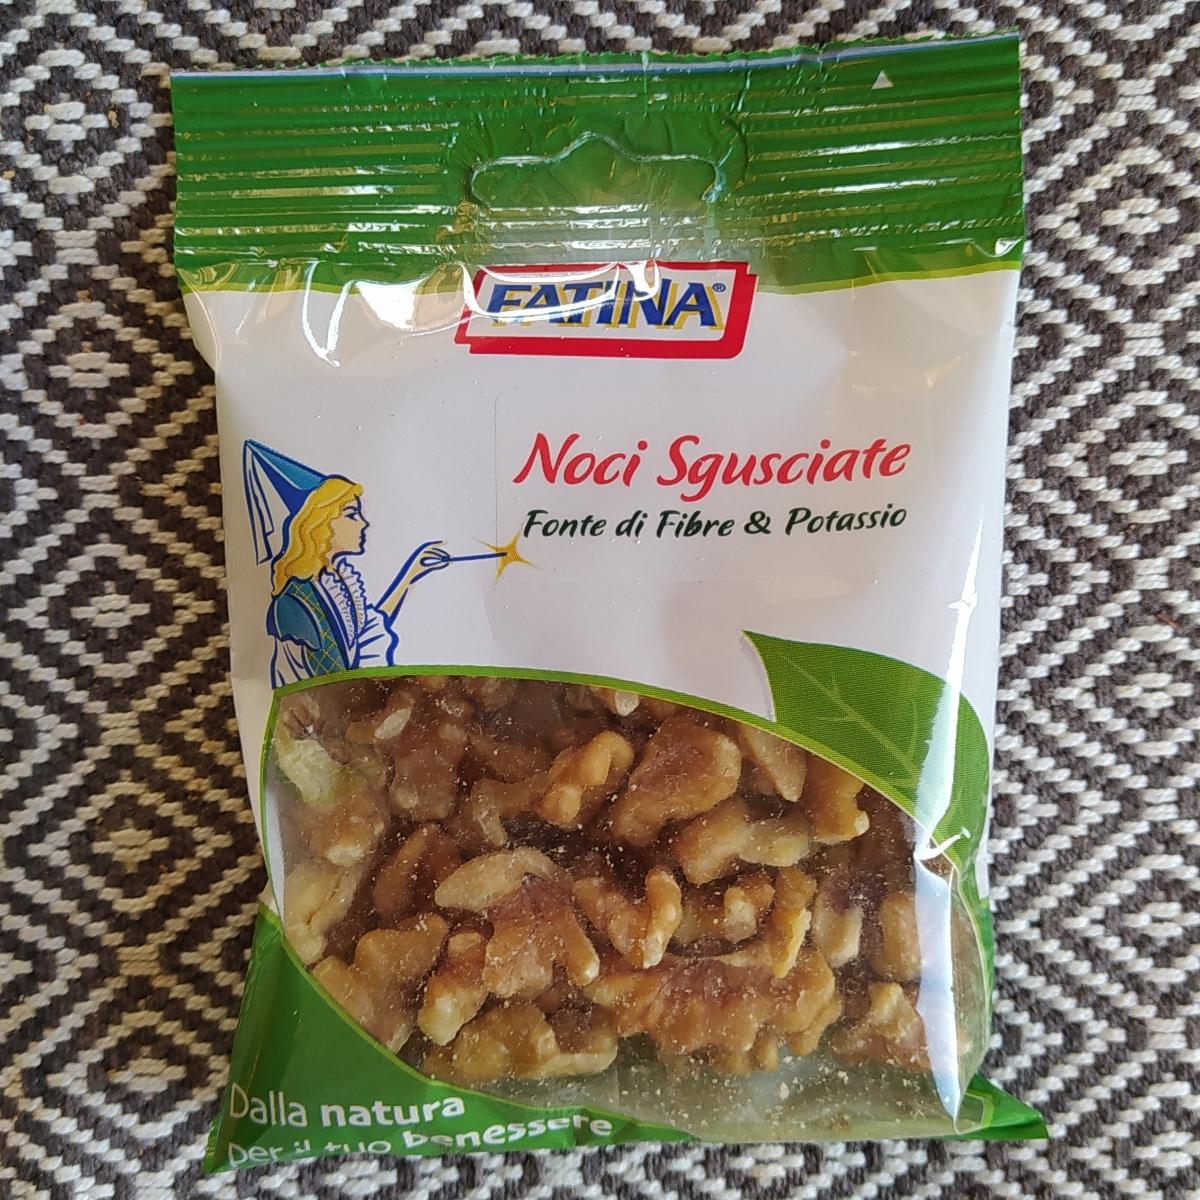 FATINA®
Noci Sgusciate
Fonte di Fibre & Potassio
Dalla natura
Per il tuo benessere